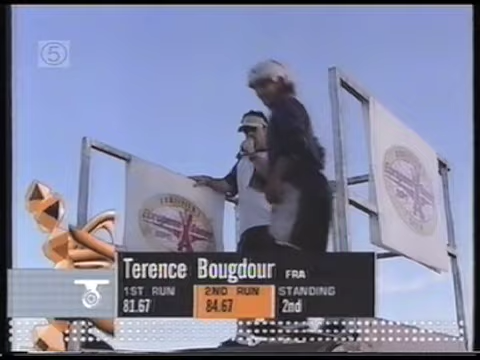 5
Terence Bougdour FRA
1ST RUN 2ND RUN STANDING
81.67 84.67 2nd